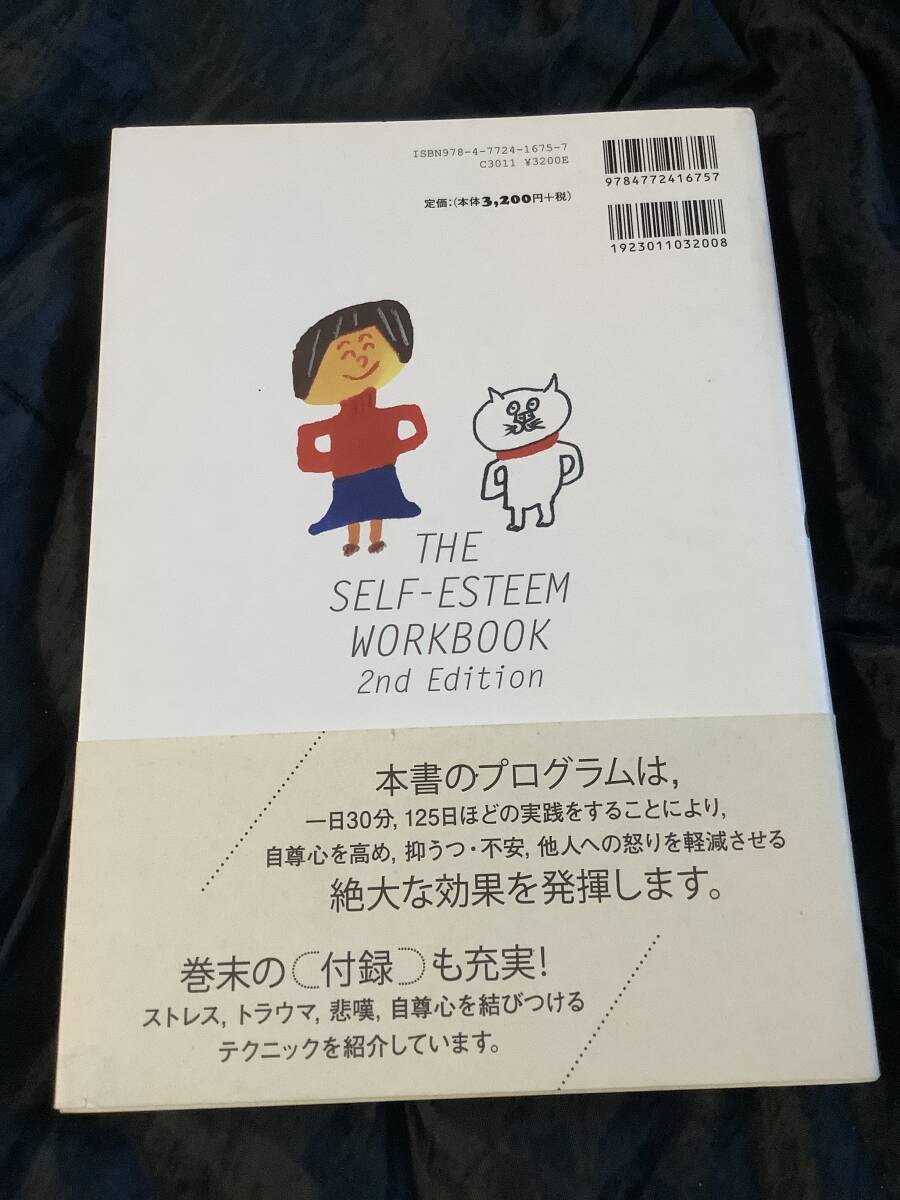 ISBN978-4-7724-1675-7
C3011 ¥3200E
定価:(本体3,200円+税)
9784772416757
1923011032008
THE
SELF-ESTEEM
WORKBOOK
2nd Edition
本書のプログラムは,
一日30分, 125日ほどの実践をすることにより,
自尊心を高め, 抑うつ・不安, 他人への怒りを軽減させる
絶大な効果を発揮します。
巻末の付録も充実!
ストレス, トラウマ, 悲嘆, 自尊心を結びつける
テクニックを紹介しています。